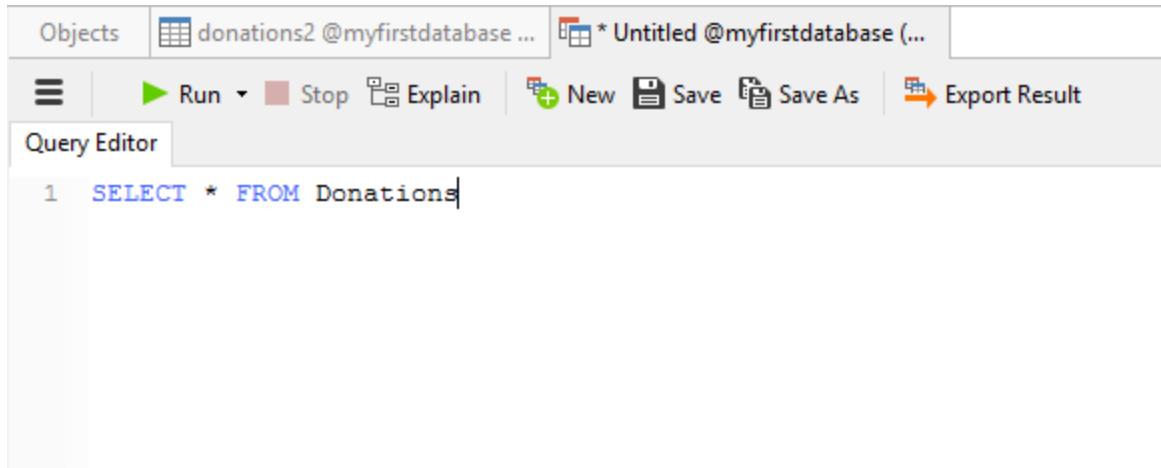 Objects donations2 @myfirstdatabase ... * Untitled @myfirstdatabase (...
Run Stop Explain New Save Save As Export Result
Query Editor
1 SELECT * FROM Donations